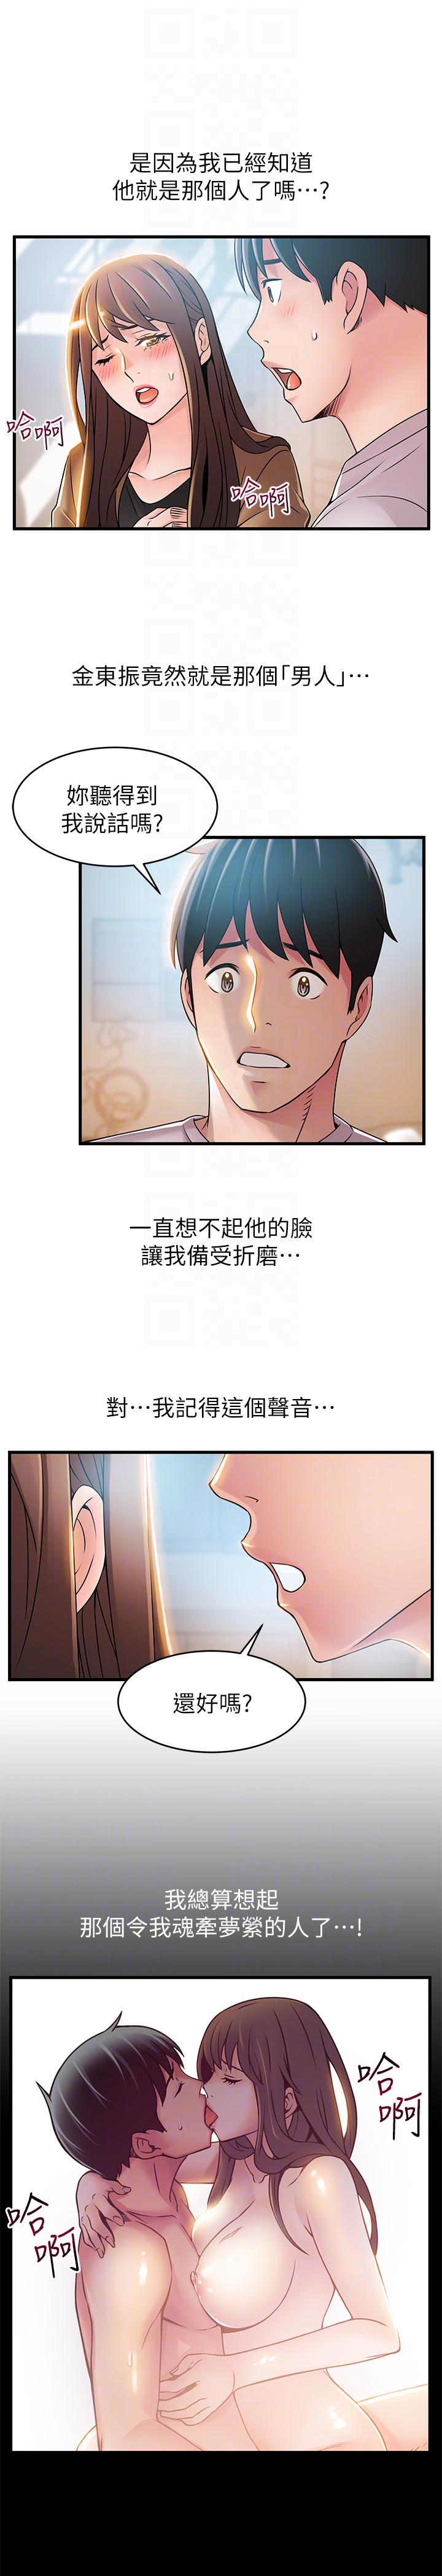 是因為我已經知道
他就是那個人了嗎⋯?
哈啊
哈啊
金東振竟然就是那個「男人」⋯
妳聽得到
我說話嗎?
一直想不起他的臉
讓我備受折磨⋯
對⋯我記得這個聲音⋯
還好嗎?
我總算想起
那個令我魂牽夢縈的人了⋯!
哈啊
哈啊